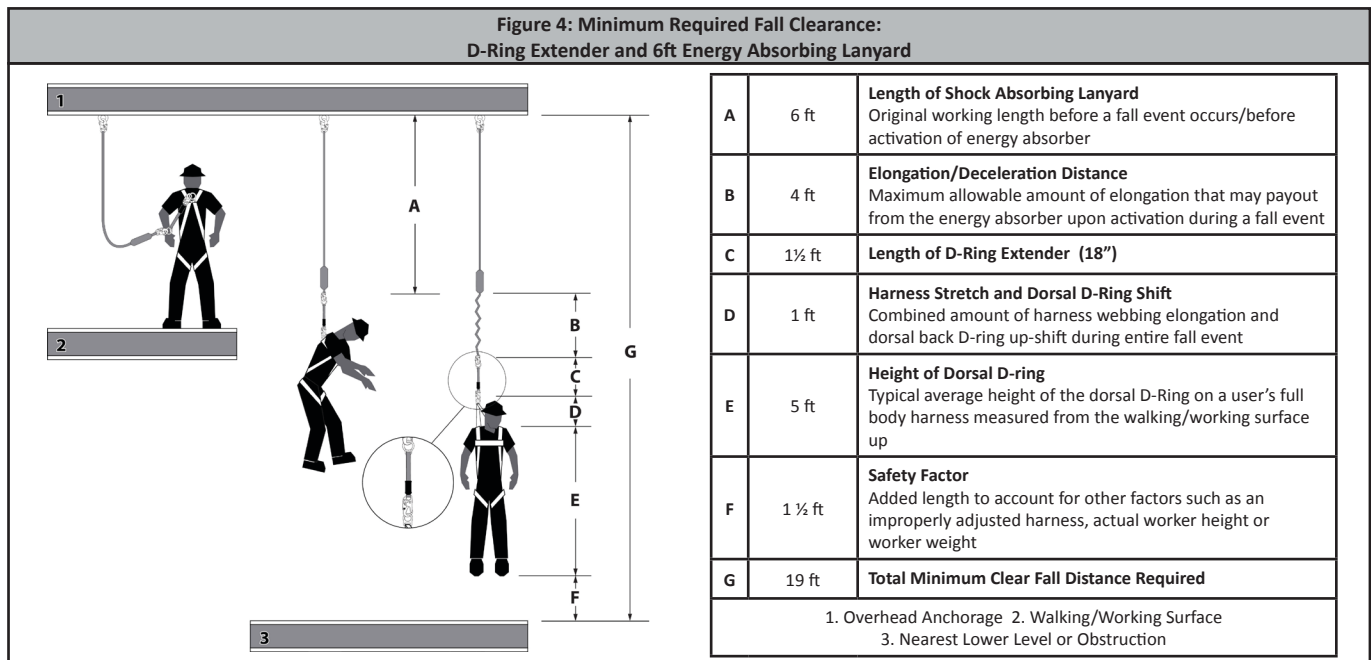 Figure 4: Minimum Required Fall Clearance:
D-Ring Extender and 6ft Energy Absorbing Lanyard
1
2
3
A
B
C
D
E
F
G
A
6 ft
Length of Shock Absorbing Lanyard
Original working length before a fall event occurs/before
activation of energy absorber
B
4 ft
Elongation/Deceleration Distance
Maximum allowable amount of elongation that may payout
from the energy absorber upon activation during a fall event
C
1½ ft
Length of D-Ring Extender (18”)
D
1 ft
Harness Stretch and Dorsal D-Ring Shift
Combined amount of harness webbing elongation and
dorsal back D-ring up-shift during entire fall event
E
5 ft
Height of Dorsal D-ring
Typical average height of the dorsal D-Ring on a user’s full
body harness measured from the walking/working surface
up
F
1 ½ ft
Safety Factor
Added length to account for other factors such as an
improperly adjusted harness, actual worker height or
worker weight
G
19 ft
Total Minimum Clear Fall Distance Required
1. Overhead Anchorage 2. Walking/Working Surface
3. Nearest Lower Level or Obstruction